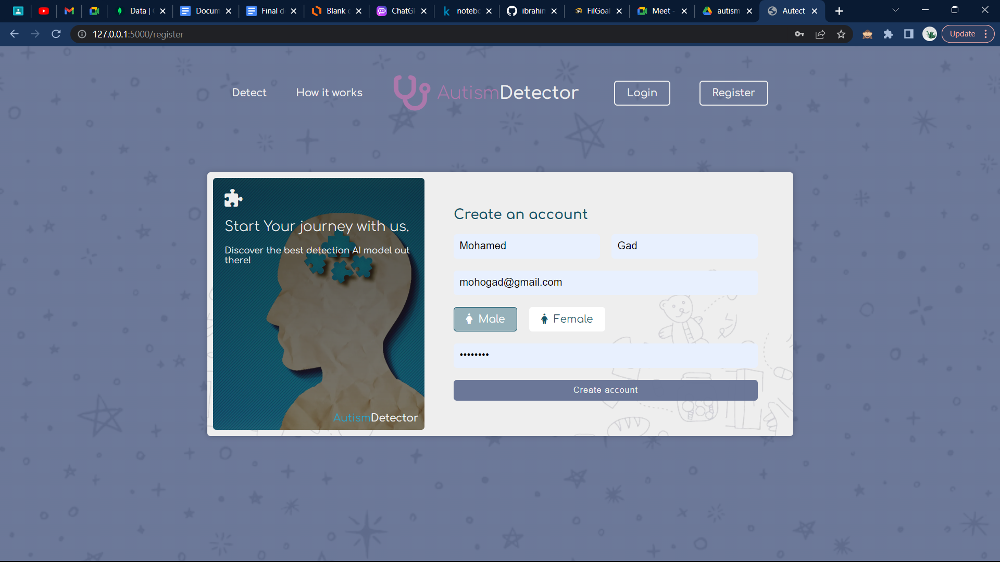 Data |
Docum
Final d
Blank
ChatG
notebo
ibrahim
FilGoal
Meet -
autism
Autect
127.0.0.1:5000/register
Update
Detect
How it works
AutismDetector
Login
Register
Start Your journey with us.
Discover the best detection AI model out
there!
AutismDetector
Create an account
Mohamed
Gad
mohogad@gmail.com
Male
Female
••••••••
Create account